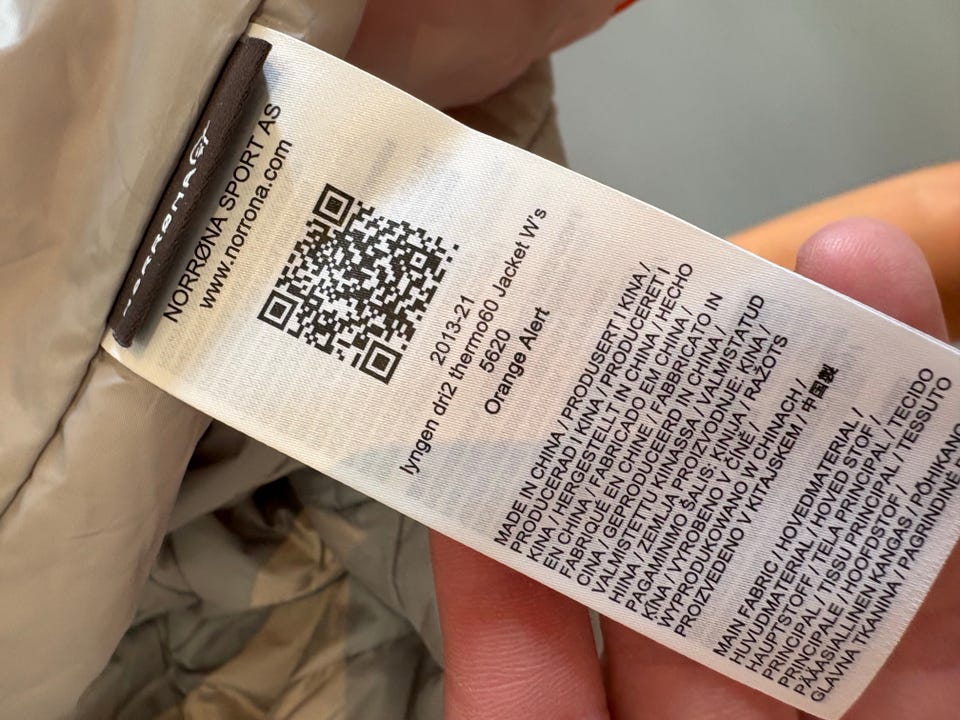 NORRØNA
NORRØNA SPORT AS
www.norrona.com
2013-21
lyngen dri2 thermo60 Jacket W's
5620
Orange Alert
MADE IN CHINA / PRODUSERT I KINA /
PRODUCERAD I KINA / PRODUCERET I
KINA / HERGESTELLT IN CHINA / HECHO
EN CHINA / FABRICADO EM CHINA /
FABRIQUÉ EN CHINE / FABBRICATO IN
CINA / GEPRODUCEERD IN CHINA /
VALMISTETTU KIINASSA / VALMISTATUD
HIINA / ZEMLJA PROIZVODNJE: KINA /
PAGAMINIMO ŠALIS: KINIJA / RAŽOTS
ĶĪNA / VYROBENO V ČÍNĚ /
WYPRODUKOWANO W CHINACH /
PROIZVEDENO V KITAJSKEM / 中国製
MAIN FABRIC / HOVEDMATERIAL /
HUVUDMATERIAL / HOVED STOF /
HAUPTSTOFF / TELA PRINCIPAL / TECIDO
PRINCIPAL / TISSU PRINCIPAL / TESSUTO
PRINCIPALE / HOOFDSTOF /
PÄÄASIALLINEN KANGAS / PÕHIKANGAS
GLAVNA TKANINA PAGRINDINĖ